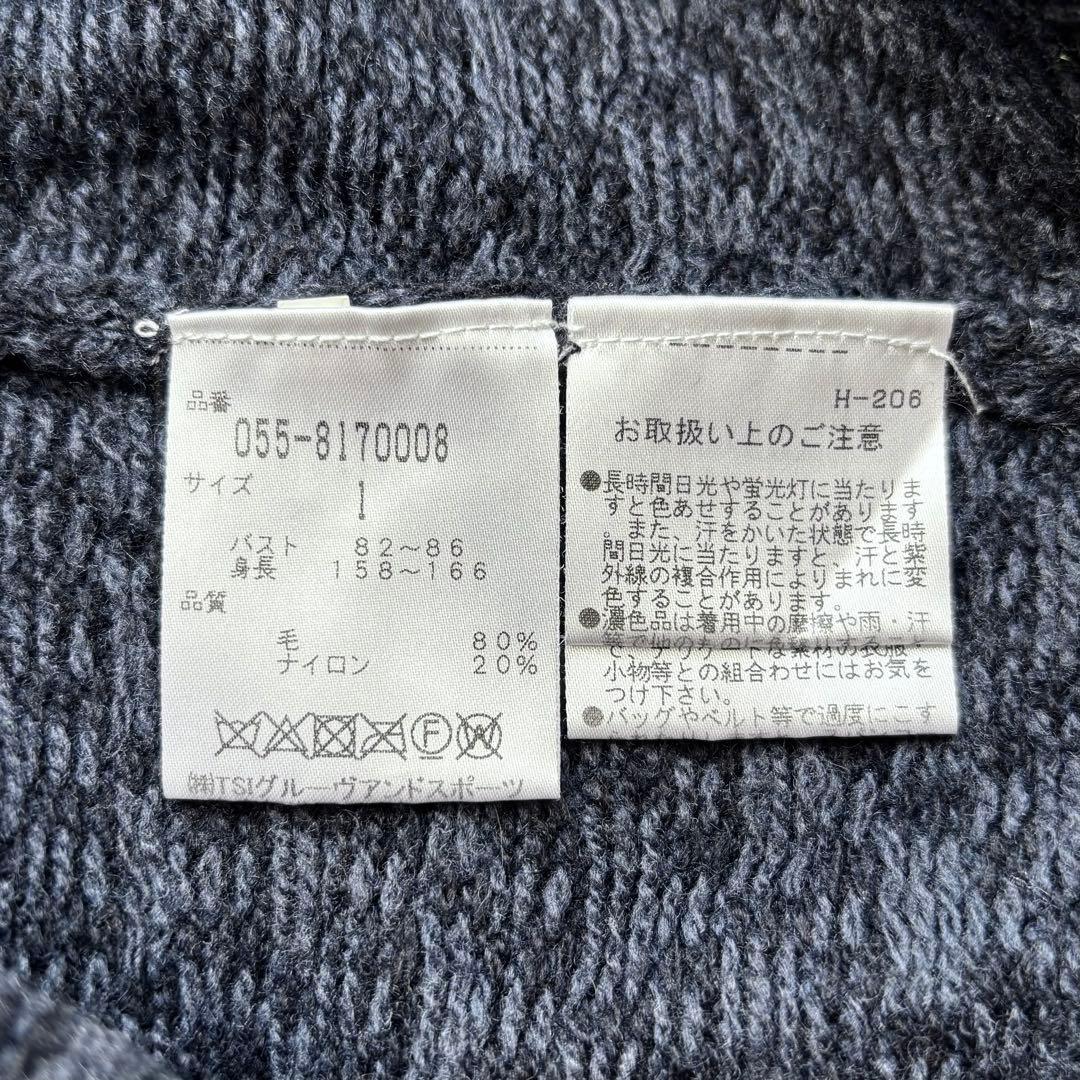 品番
055-8170008
サイズ
1
バスト 82～86
身長 158～166
品質
毛 80%
ナイロン 20%
F
W
㈱TSIグルーヴアンドスポーツ
H-206
お取扱い上のご注意
●長時間日光や蛍光灯に当たりま
すと色あせすることがあります
。また、汗をかいた状態で長時
間日光に当たりますと、汗と紫
外線の複合作用によりまれに変
色することがあります。
●濃色品は着用中の摩擦や雨・汗
小物等との組合わせにはお気を
つけ下さい。
●バッグやベルト等で過度にこす